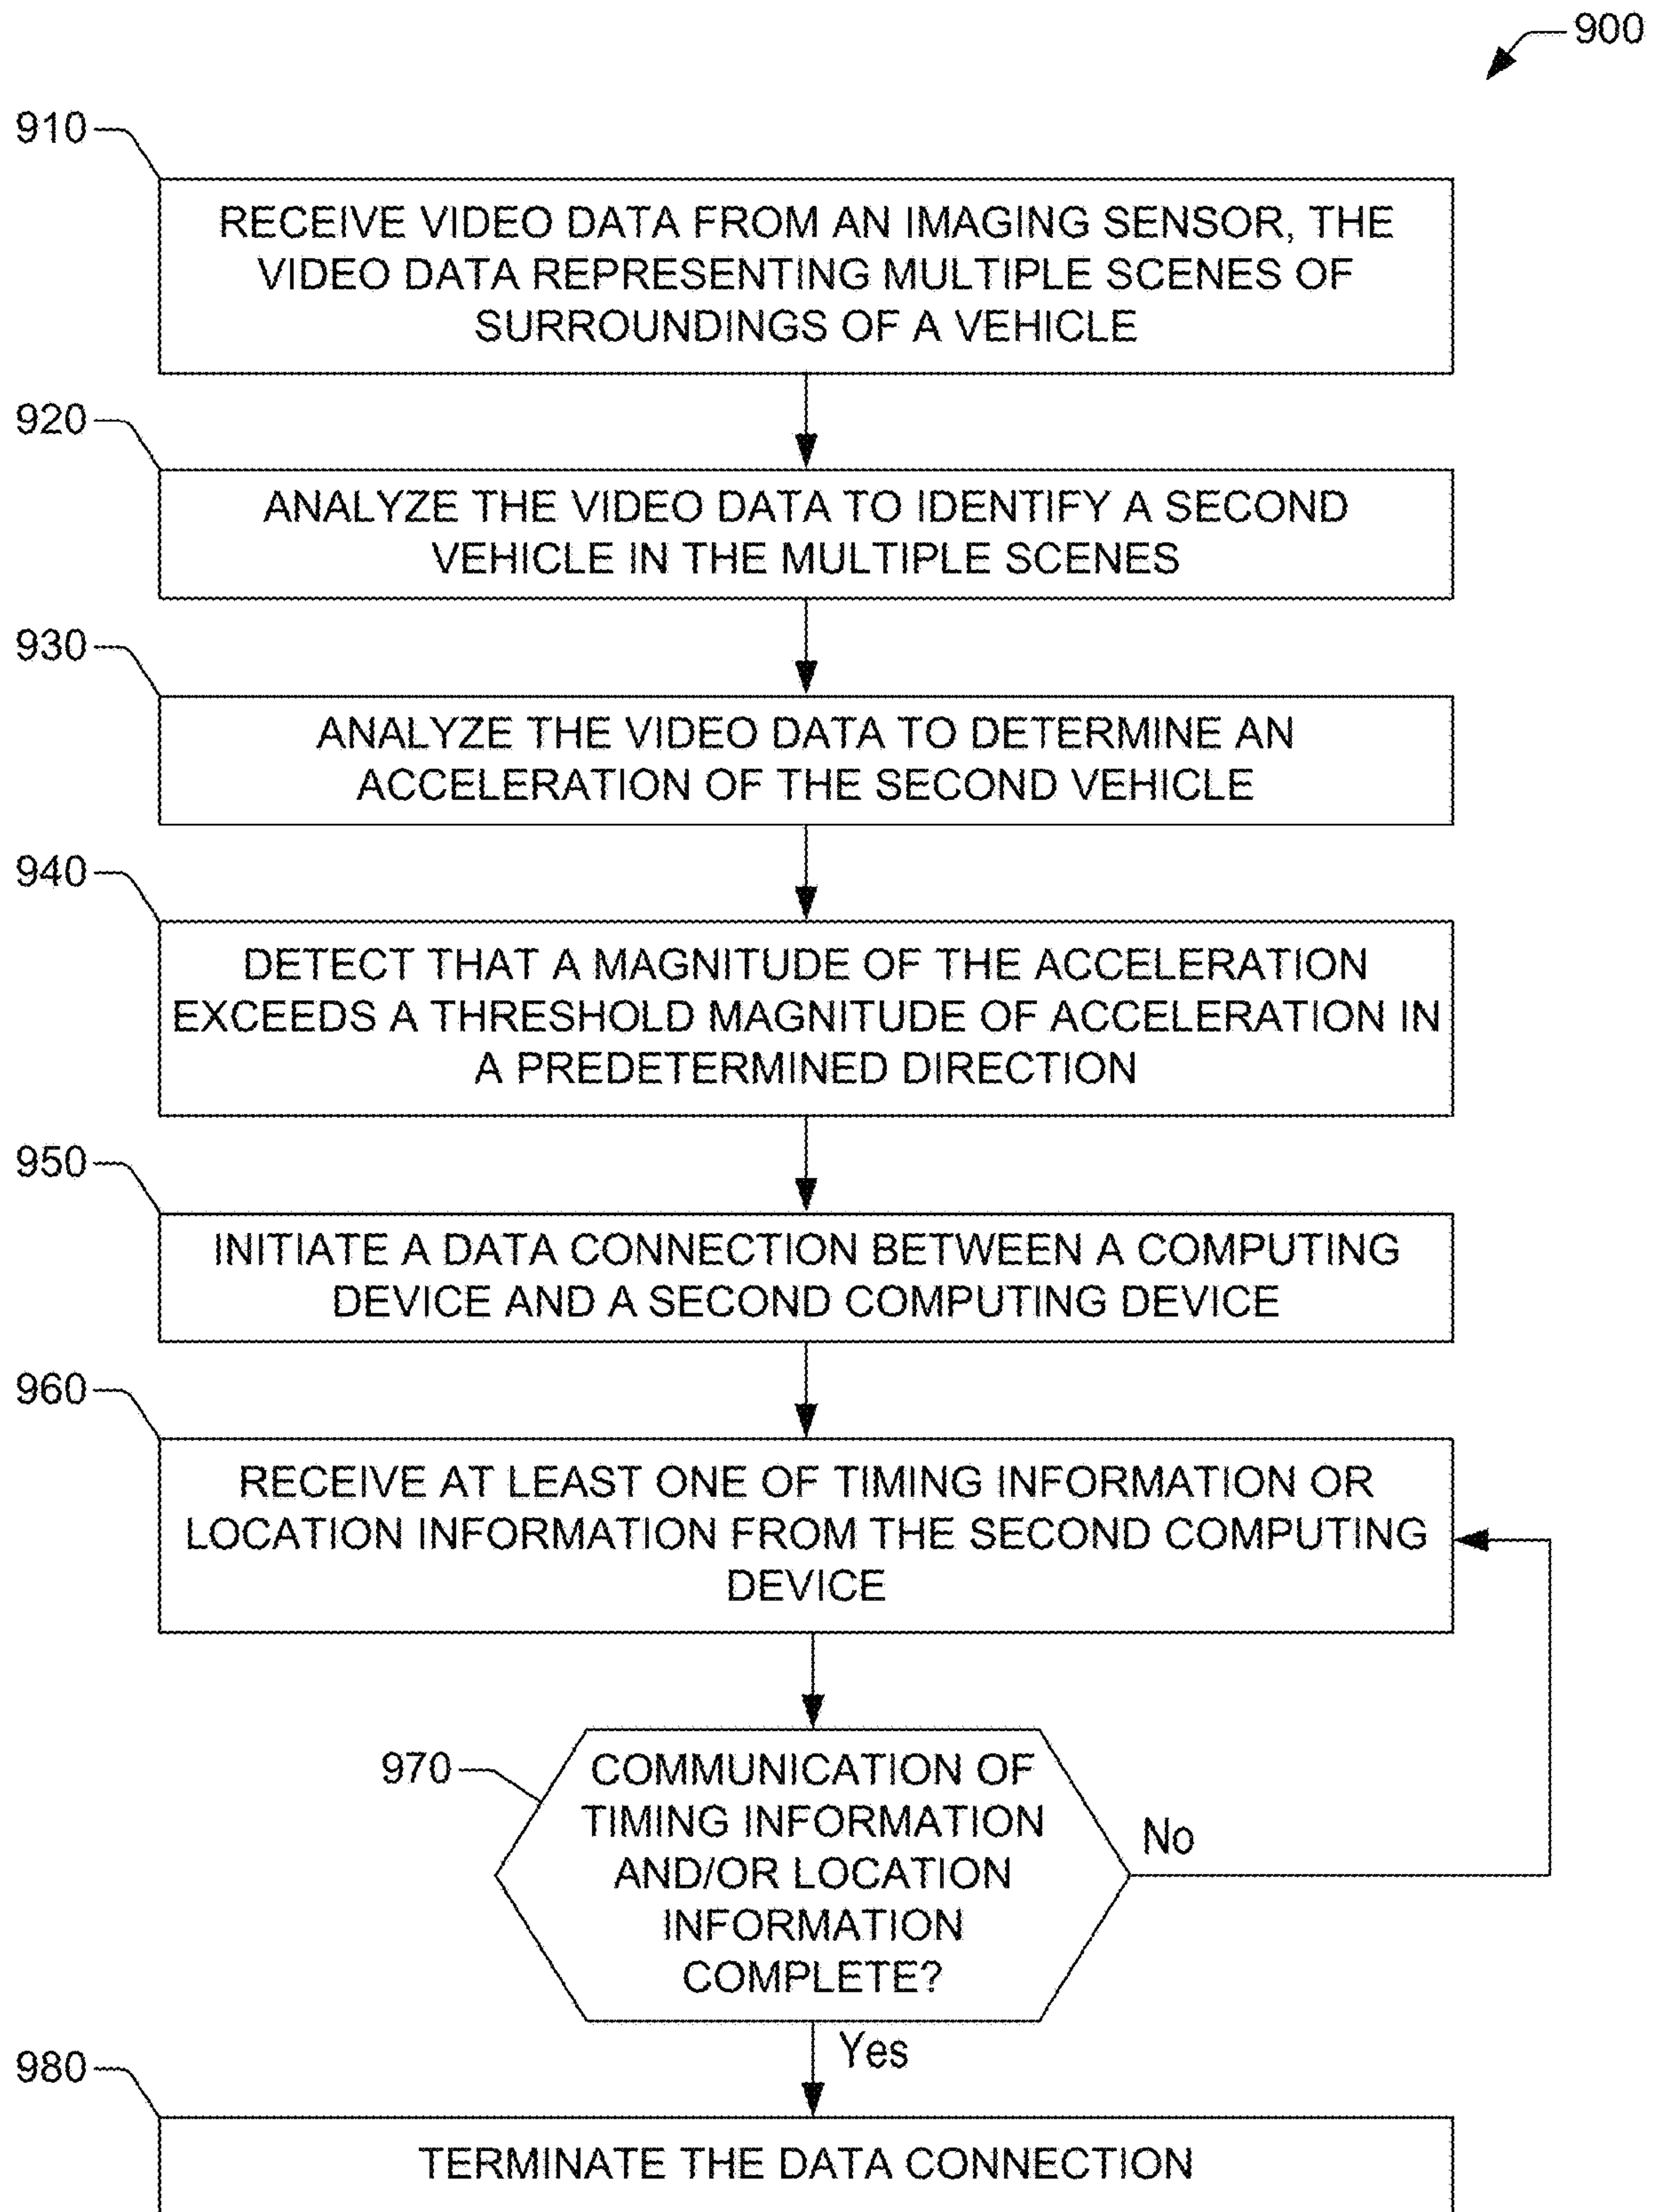 900
910
RECEIVE VIDEO DATA FROM AN IMAGING SENSOR, THE
VIDEO DATA REPRESENTING MULTIPLE SCENES OF
SURROUNDINGS OF A VEHICLE
920
ANALYZE THE VIDEO DATA TO IDENTIFY A SECOND
VEHICLE IN THE MULTIPLE SCENES
930
ANALYZE THE VIDEO DATA TO DETERMINE AN
ACCELERATION OF THE SECOND VEHICLE
940
DETECT THAT A MAGNITUDE OF THE ACCELERATION
EXCEEDS A THRESHOLD MAGNITUDE OF ACCELERATION IN
A PREDETERMINED DIRECTION
950
INITIATE A DATA CONNECTION BETWEEN A COMPUTING
DEVICE AND A SECOND COMPUTING DEVICE
960
RECEIVE AT LEAST ONE OF TIMING INFORMATION OR
LOCATION INFORMATION FROM THE SECOND COMPUTING
DEVICE
970
COMMUNICATION OF
TIMING INFORMATION
AND/OR LOCATION
INFORMATION
COMPLETE?
No
Yes
980
TERMINATE THE DATA CONNECTION